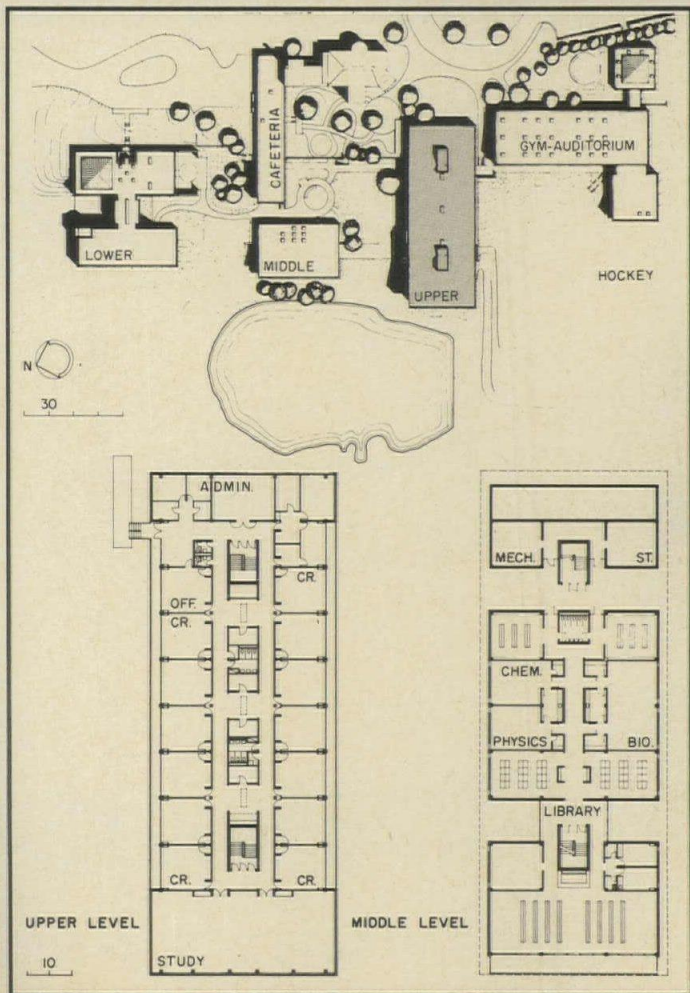 CAFETERIA
GYM-AUDITORIUM
LOWER
MIDDLE
UPPER
HOCKEY
N
30
ADMIN.
CR.
OFF.
CR.
CR.
CR.
STUDY
UPPER LEVEL
10
MECH.
ST.
CHEM.
PHYSICS
BIO.
LIBRARY
MIDDLE LEVEL